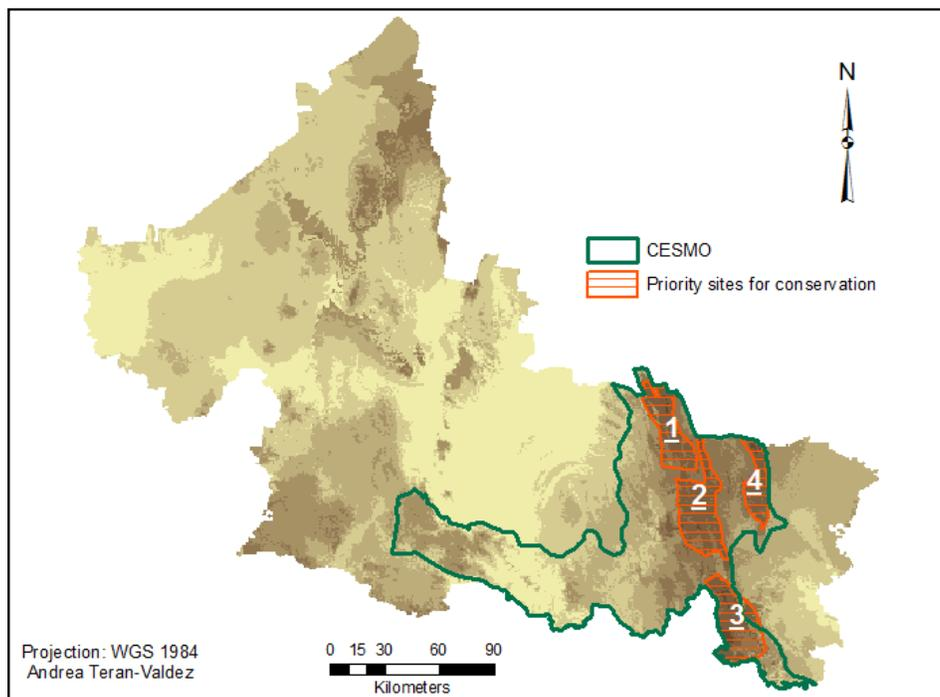 N
CESMO
Priority sites for conservation
1
2
4
3
Projection: WGS 1984
Andrea Teran-Valdez
0 15 30 60 90
Kilometers